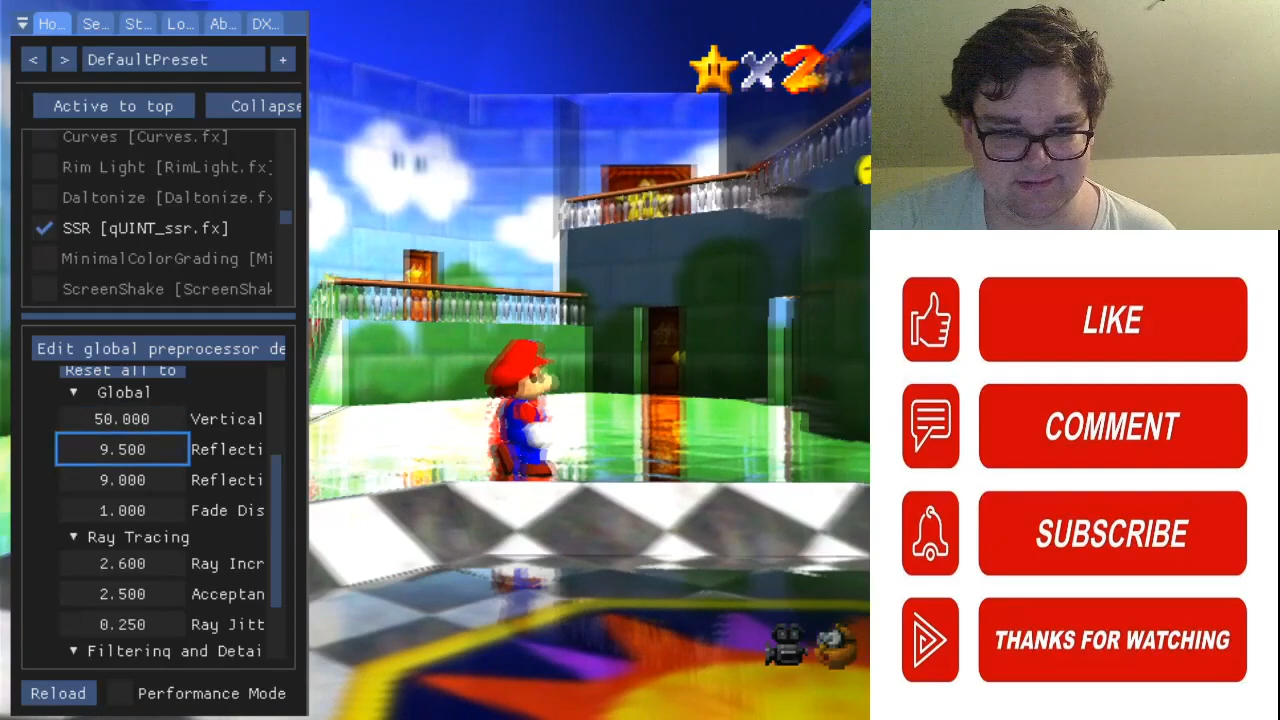 Ho... Se... St... Lo... Ab... DX...
< > DefaultPreset +
Active to top Collapse
Curves [Curves.fx]
Rim Light [RimLight.fx]
Daltonize [Daltonize.fx
SSR [qUINT_ssr.fx]
MinimalColorGrading [Mi
ScreenShake [ScreenShak
Edit global preprocessor de
Reset all to
Global
50.000 Vertical
9.500 Reflecti
9.000 Reflecti
1.000 Fade Dis
Ray Tracing
2.600 Ray Incr
2.500 Acceptan
0.250 Ray Jitt
Filtering and Detai
Reload Performance Mode
x2
LIKE
COMMENT
SUBSCRIBE
THANKS FOR WATCHING